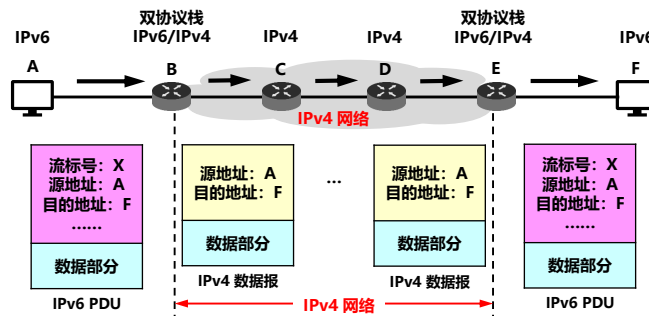 双协议栈
双协议栈
IPv6
IPv6/IPv4
IPv4
IPv4
IPv6/IPv4
IPv6
A
B
C
D
E
F
IPv4 网络
流标号：X
源地址：A
目的地址：F
……
数据部分
IPv6 PDU
源地址：A
目的地址：F
数据部分
IPv4 数据报
...
源地址：A
目的地址：F
数据部分
IPv4 数据报
流标号：X
源地址：A
目的地址：F
……
数据部分
IPv6 PDU
IPv4 网络